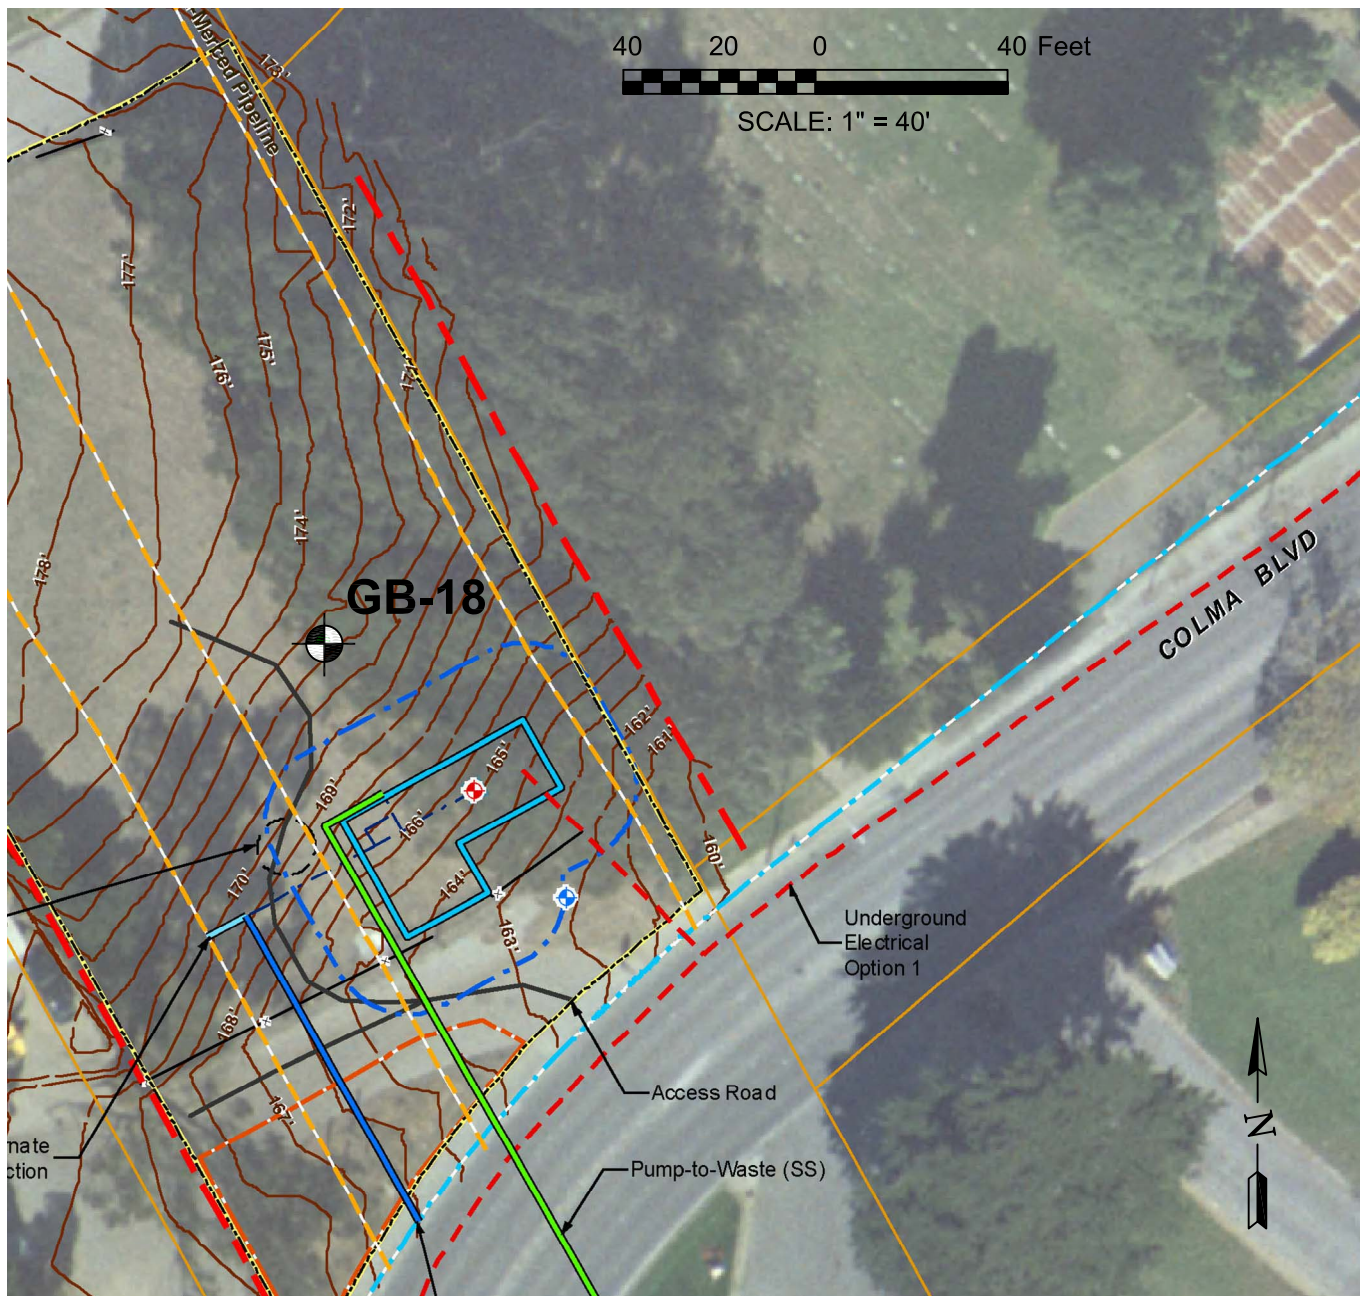 40 20 0 40 Feet
SCALE: 1" = 40'
-Merced Pipeline
173'
172'
177'
175'
176'
171'
174'
178'
GB-18
COLMA BLVD
162'
161'
165'
169'
166'
160'
164'
170'
163'
168'
167'
Underground
Electrical
Option 1
Access Road
Pump-to-Waste (SS)
rnate
ction
N